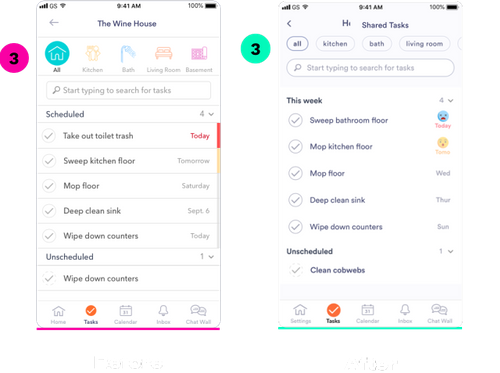 GS 9:41 AM 100%
The Wine House
3
All Kitchen Bath Living Room Basement
Start typing to search for tasks
Scheduled 4
Take out toilet trash Today
Sweep kitchen floor Tomorrow
Mop floor Saturday
Deep clean sink Sept. 6
Wipe down counters Today
Unscheduled 1
Wipe down counters
Home Tasks Calendar Inbox Chat Wall
GS 9:41 AM 100%
Shared Tasks
3
all kitchen bath living room
Start typing to search for tasks
This week 4
Sweep bathroom floor Today
Mop kitchen floor
Mop floor Wed
Deep clean sink Thur
Wipe down counters Sun
Unscheduled 1
Clean cobwebs
Settings Tasks Calendar Inbox Chat Wall